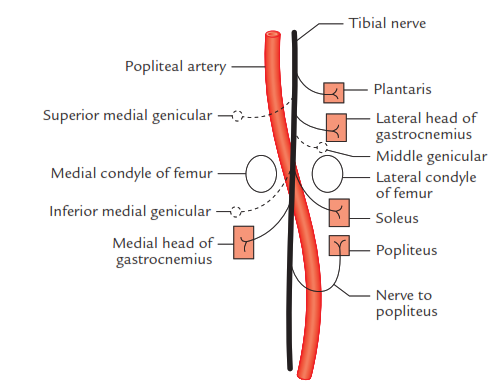 Tibial nerve
Popliteal artery
Plantaris
Superior medial genicular
Lateral head of
gastrocnemius
Middle genicular
Medial condyle of femur
Lateral condyle
of femur
Inferior medial genicular
Soleus
Medial head of
gastrocnemius
Popliteus
Nerve to
popliteus